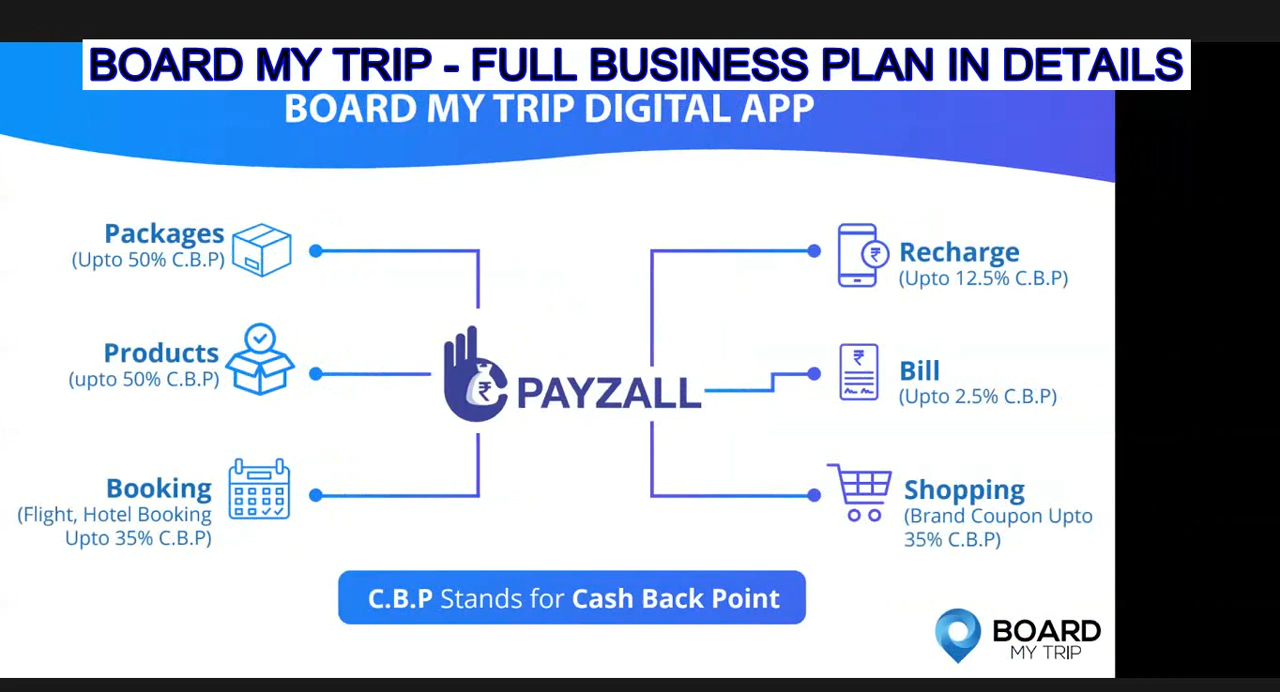 BOARD MY TRIP - FULL BUSINESS PLAN IN DETAILS
BOARD MY TRIP DIGITAL APP
Packages
(Upto 50% C.B.P)
Products
(upto 50% C.B.P)
Booking
(Flight, Hotel Booking
Upto 35% C.B.P)
₹ PAYZALL
₹
Recharge
(Upto 12.5% C.B.P)
₹
Bill
(Upto 2.5% C.B.P)
Shopping
(Brand Coupon Upto
35% C.B.P)
C.B.P Stands for Cash Back Point
BOARD
MY TRIP